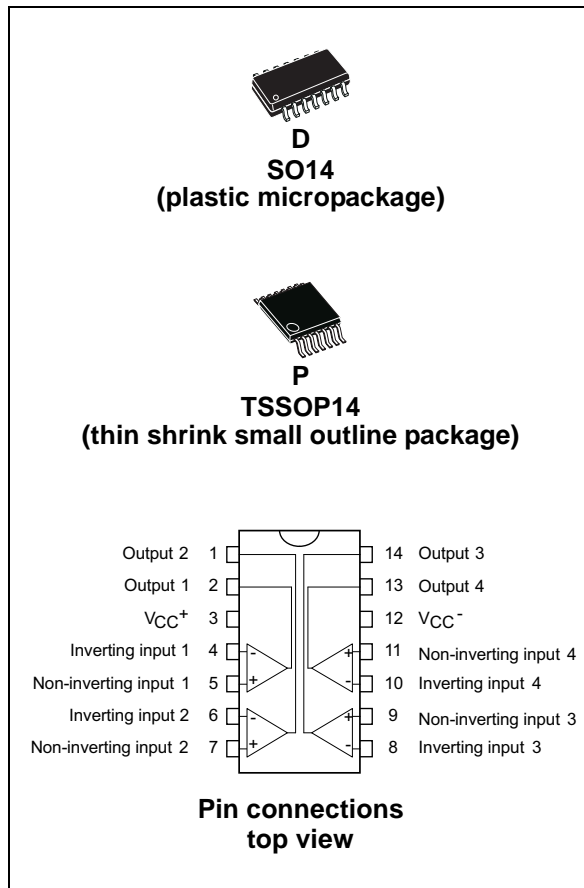 D
SO14
(plastic micropackage)
P
TSSOP14
(thin shrink small outline package)
Output 2 1 14 Output 3
Output 1 2 13 Output 4
VCC+ 3 12 VCC-
Inverting input 1 4 - + 11 Non-inverting input 4
Non-inverting input 1 5 + - 10 Inverting input 4
Inverting input 2 6 - + 9 Non-inverting input 3
Non-inverting input 2 7 + - 8 Inverting input 3
Pin connections
top view